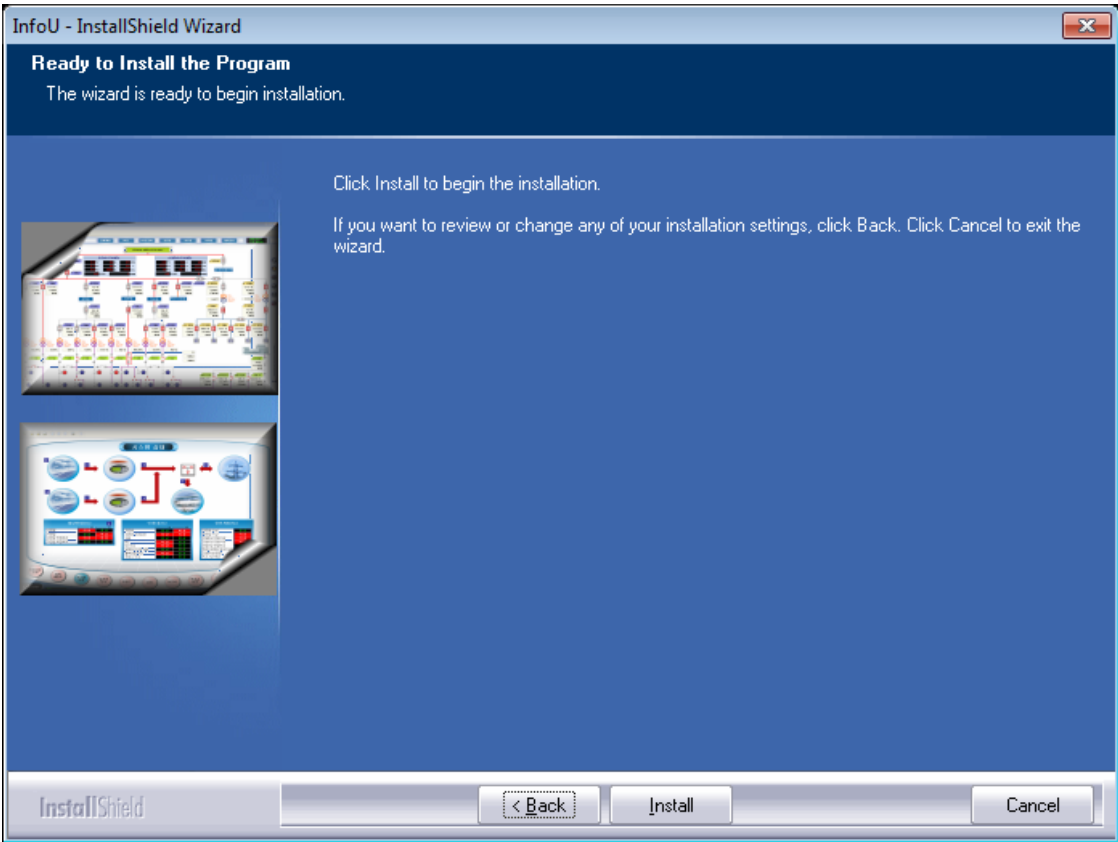 InfoU - InstallShield Wizard
Ready to Install the Program
The wizard is ready to begin installation.
Click Install to begin the installation.
If you want to review or change any of your installation settings, click Back. Click Cancel to exit the
wizard.
InstallShield
< Back
Install
Cancel